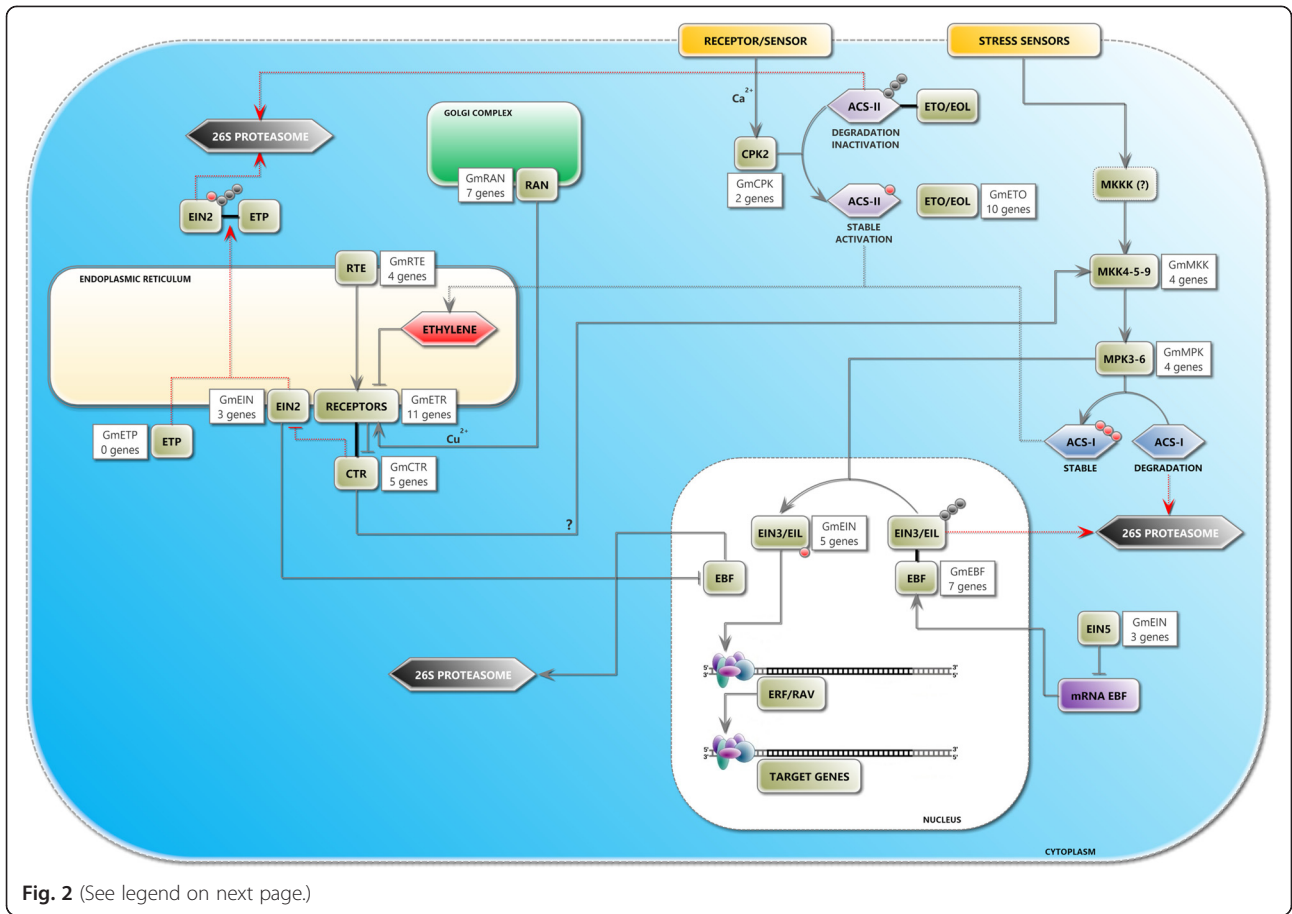 RECEPTOR/SENSOR
STRESS SENSORS
Ca2+
ACS-II
ETO/EOL
DEGRADATION
INACTIVATION
GOLGI COMPLEX
26S PROTEASOME
CPK2
GmCPK
2 genes
GmRAN
7 genes
RAN
MKKK (?)
ACS-II
ETO/EOL
GmETO
10 genes
STABLE
ACTIVATION
EIN2
ETP
ENDOPLASMIC RETICULUM
RTE
GmRTE
4 genes
MKK4-5-9
GmMKK
4 genes
ETHYLENE
MPK3-6
GmMPK
4 genes
GmEIN
3 genes
EIN2
RECEPTORS
GmETR
11 genes
GmETP
0 genes
ETP
Cu2+
CTR
GmCTR
5 genes
ACS-I
STABLE
ACS-I
DEGRADATION
?
EIN3/EIL
GmEIN
5 genes
EIN3/EIL
26S PROTEASOME
EBF
EBF
GmEBF
7 genes
EIN5
GmEIN
3 genes
26S PROTEASOME
5'
3'
3'
5'
ERF/RAV
mRNA EBF
5'
3'
3'
5'
TARGET GENES
NUCLEUS
CYTOPLASM
Fig. 2 (See legend on next page.)